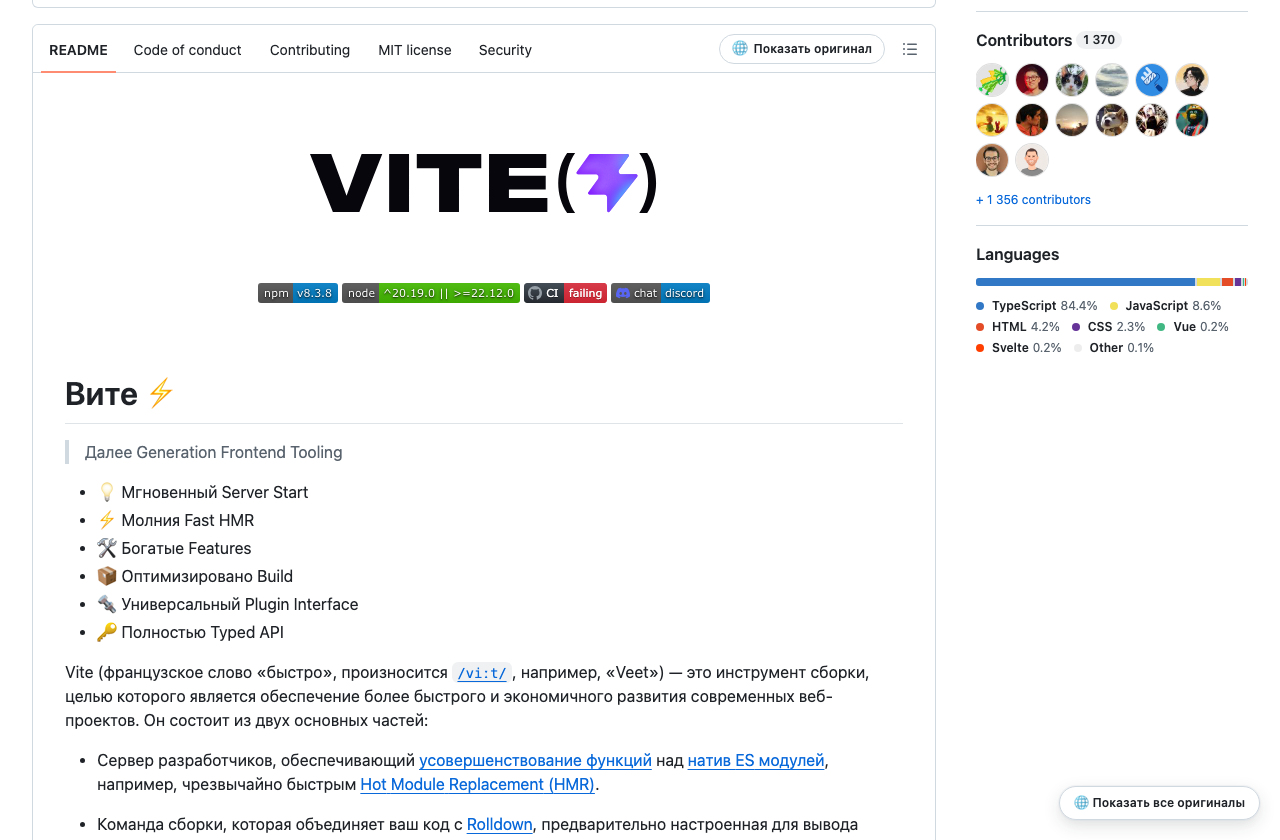 README
Code of conduct
Contributing
MIT license
Security
Показать оригинал
VITE
npm v8.3.8
node ^20.19.0 || >=22.12.0
CI failing
chat discord
Вите
Далее Generation Frontend Tooling
Мгновенный Server Start
Молния Fast HMR
Богатые Features
Оптимизировано Build
Универсальный Plugin Interface
Полностью Typed API
Vite (французское слово «быстро», произносится /viːt/, например, «Veet») — это инструмент сборки,
целью которого является обеспечение более быстрого и экономичного развития современных веб-
проектов. Он состоит из двух основных частей:
Сервер разработчиков, обеспечивающий усовершенствование функций над натив ES модулей,
например, чрезвычайно быстрым Hot Module Replacement (HMR).
Команда сборки, которая объединяет ваш код с Rolldown, предварительно настроенная для вывода
Contributors 1 370
+ 1 356 contributors
Languages
TypeScript 84.4% JavaScript 8.6%
HTML 4.2% CSS 2.3% Vue 0.2%
Svelte 0.2% Other 0.1%
Показать все оригиналы